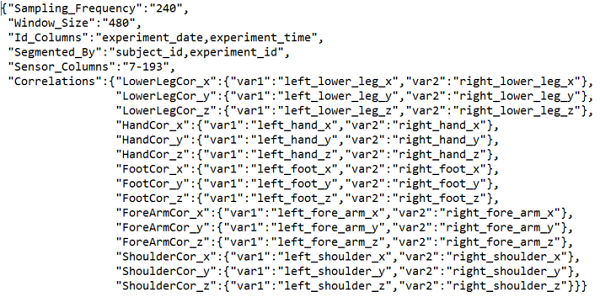 {"Sampling_Frequency":"240",
"Window_Size":"480",
"Id_Columns":"experiment_date,experiment_time",
"Segmented_By":"subject_id,experiment_id",
"Sensor_Columns":"7-193",
"Correlations":{"LowerLegCor_x":{"var1":"left_lower_leg_x","var2":"right_lower_leg_x"},
"LowerLegCor_y":{"var1":"left_lower_leg_y","var2":"right_lower_leg_y"},
"LowerLegCor_z":{"var1":"left_lower_leg_z","var2":"right_lower_leg_z"},
"HandCor_x":{"var1":"left_hand_x","var2":"right_hand_x"},
"HandCor_y":{"var1":"left_hand_y","var2":"right_hand_y"},
"HandCor_z":{"var1":"left_hand_z","var2":"right_hand_z"},
"FootCor_x":{"var1":"left_foot_x","var2":"right_foot_x"},
"FootCor_y":{"var1":"left_foot_y","var2":"right_foot_y"},
"FootCor_z":{"var1":"left_foot_z","var2":"right_foot_z"},
"ForeArmCor_x":{"var1":"left_fore_arm_x","var2":"right_fore_arm_x"},
"ForeArmCor_y":{"var1":"left_fore_arm_y","var2":"right_fore_arm_y"},
"ForeArmCor_z":{"var1":"left_fore_arm_z","var2":"right_fore_arm_z"},
"ShoulderCor_x":{"var1":"left_shoulder_x","var2":"right_shoulder_x"},
"ShoulderCor_y":{"var1":"left_shoulder_y","var2":"right_shoulder_y"},
"ShoulderCor_z":{"var1":"left_shoulder_z","var2":"right_shoulder_z"}}}